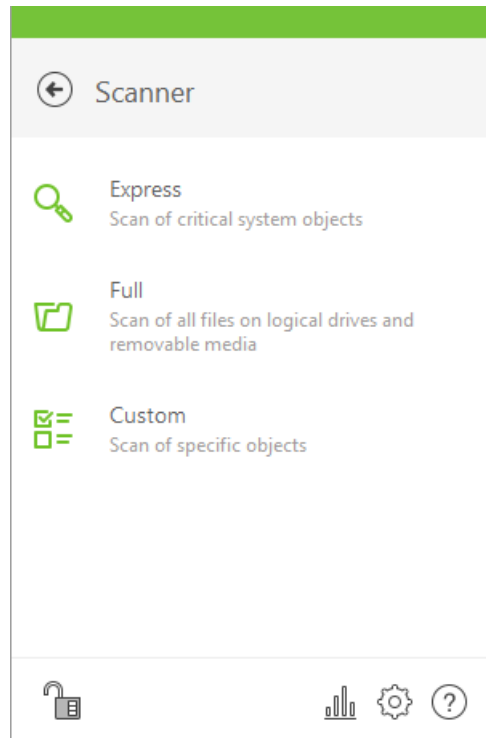 Scanner
Express
Scan of critical system objects
Full
Scan of all files on logical drives and
removable media
Custom
Scan of specific objects
?